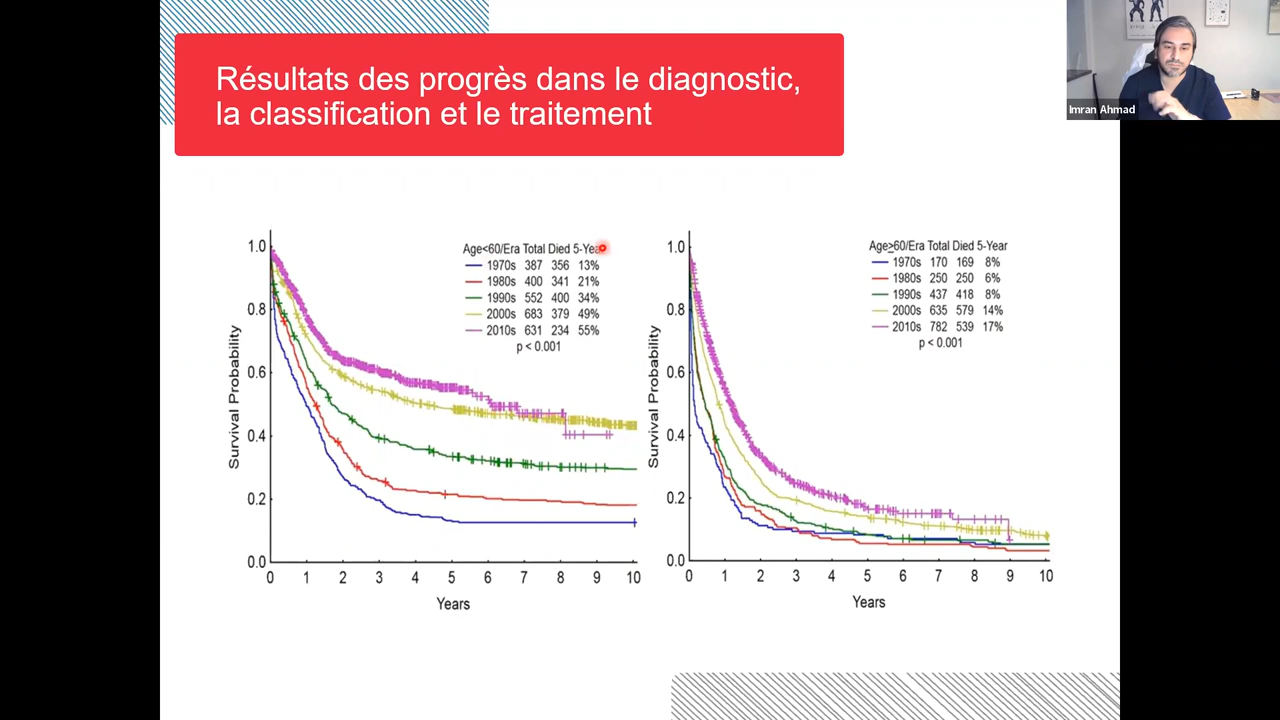 Résultats des progrès dans le diagnostic,
la classification et le traitement
Imran Ahmad
Survival Probability
1.0
0.8
0.6
0.4
0.2
0.0
0 1 2 3 4 5 6 7 8 9 10
Years
Age<60/Era Total Died 5-Year
1970s 387 356 13%
1980s 400 341 21%
1990s 552 400 34%
2000s 683 379 49%
2010s 631 234 55%
p < 0.001
Survival Probability
1.0
0.8
0.6
0.4
0.2
0.0
0 1 2 3 4 5 6 7 8 9 10
Years
Age≥60/Era Total Died 5-Year
1970s 170 169 8%
1980s 250 250 6%
1990s 437 418 8%
2000s 635 579 14%
2010s 782 539 17%
p < 0.001